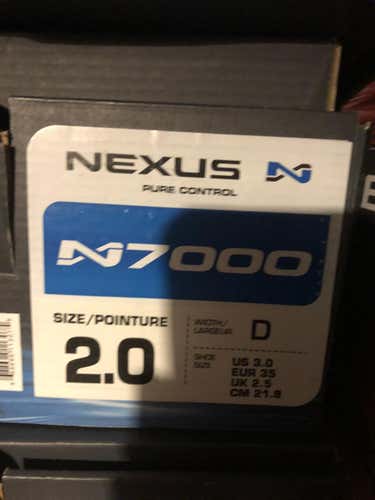 NEXUS N
PURE CONTROL
N7000
SIZE/POINTURE
2.0
WIDTH/
LARGEUR
D
SHOE
SIZE
US 3.0
EUR 35
UK 2.5
CM 21.8